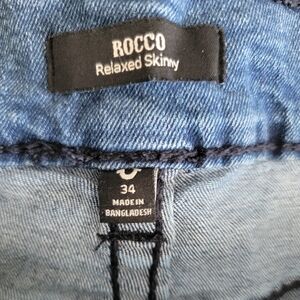 ROCCO
Relaxed Skinny
34
MADE IN
BANGLADESH